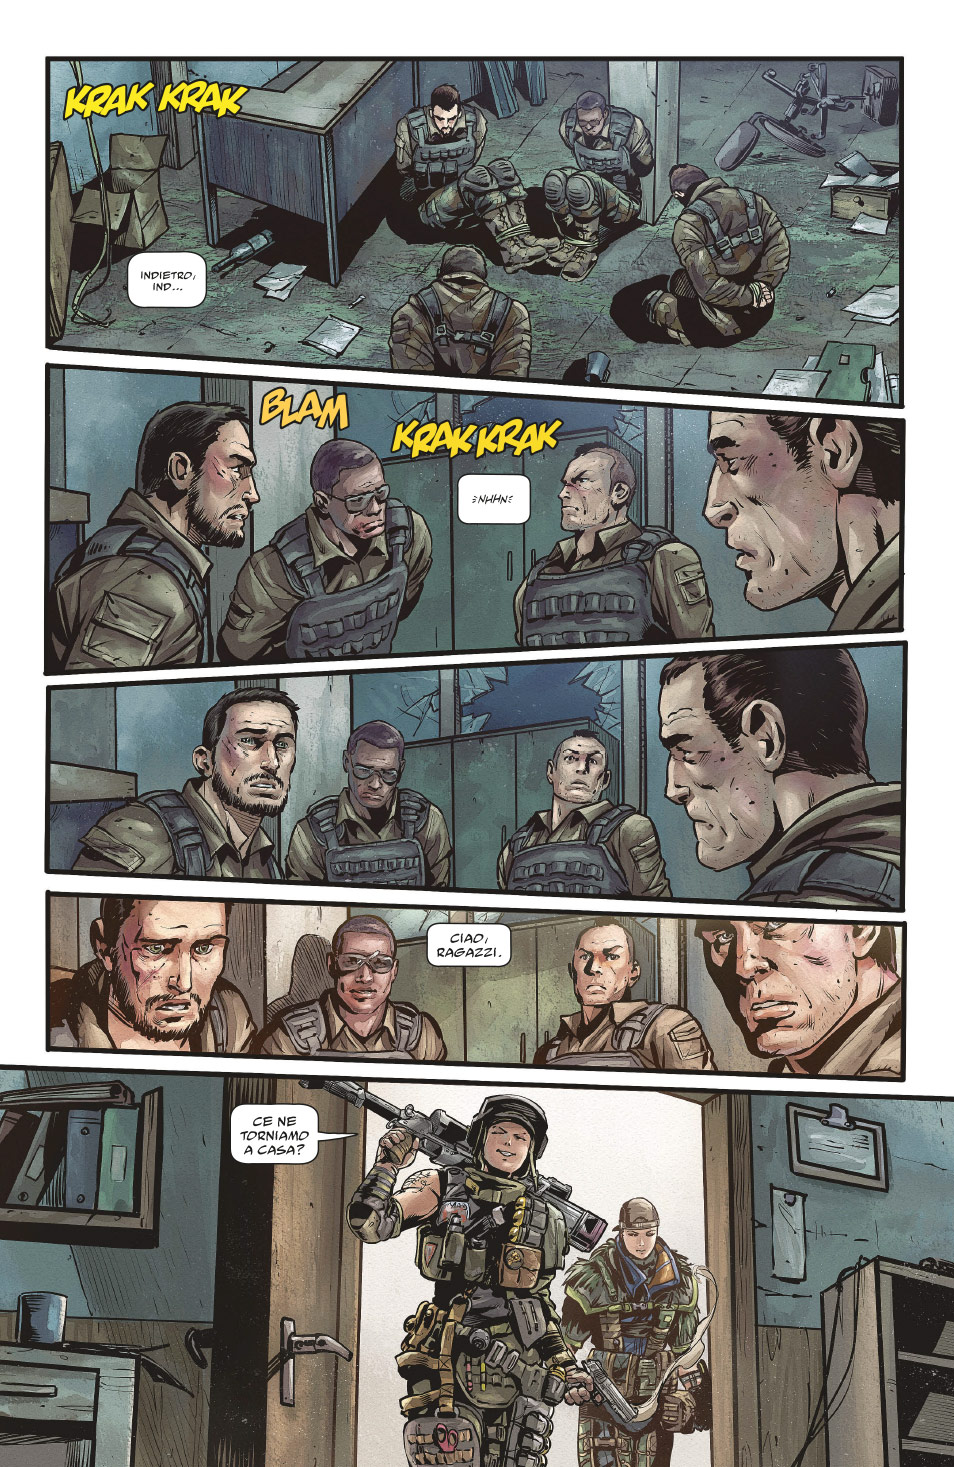 KRAK KRAK
INDIETRO,
IND...
BLAM
KRAK KRAK
>NHHN<
CIAO,
RAGAZZI.
CE NE
TORNIAMO
A CASA?